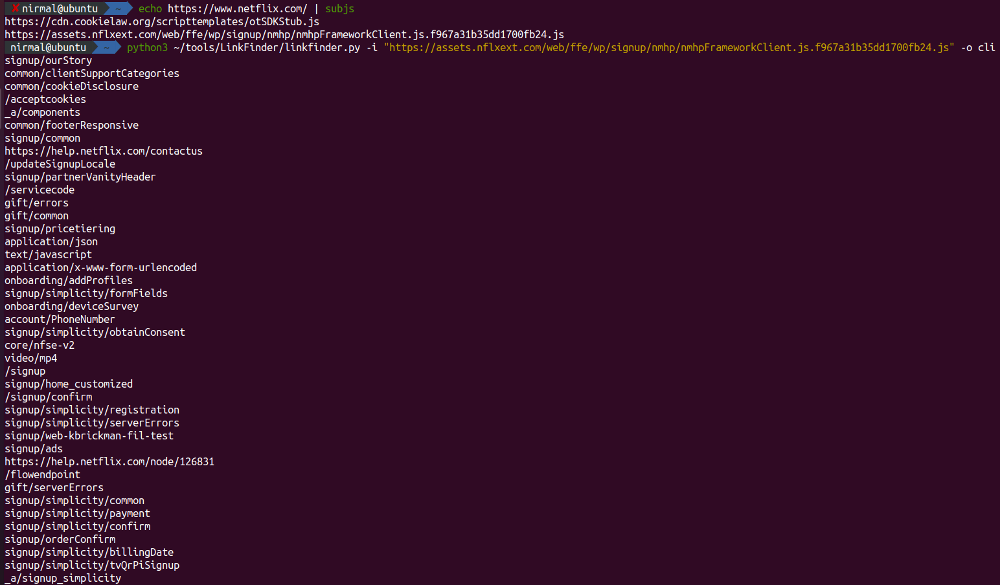 ✘ nirmal@ubuntu ~ echo https://www.netflix.com/ | subjs
https://cdn.cookielaw.org/scripttemplates/otSDKStub.js
https://assets.nflxext.com/web/ffe/wp/signup/nmhp/nmhpFrameworkClient.js.f967a31b35dd1700fb24.js
nirmal@ubuntu ~ python3 ~/tools/LinkFinder/linkfinder.py -i "https://assets.nflxext.com/web/ffe/wp/signup/nmhp/nmhpFrameworkClient.js.f967a31b35dd1700fb24.js" -o cli
signup/ourStory
common/clientSupportCategories
common/cookieDisclosure
/acceptcookies
_a/components
common/footerResponsive
signup/common
https://help.netflix.com/contactus
/updateSignupLocale
signup/partnerVanityHeader
/servicecode
gift/errors
gift/common
signup/pricetiering
application/json
text/javascript
application/x-www-form-urlencoded
onboarding/addProfiles
signup/simplicity/formFields
onboarding/deviceSurvey
account/PhoneNumber
signup/simplicity/obtainConsent
core/nfse-v2
video/mp4
/signup
signup/home_customized
/signup/confirm
signup/simplicity/registration
signup/simplicity/serverErrors
signup/web-kbrickman-fil-test
signup/ads
https://help.netflix.com/node/126831
/flowendpoint
gift/serverErrors
signup/simplicity/common
signup/simplicity/payment
signup/simplicity/confirm
signup/orderConfirm
signup/simplicity/billingDate
signup/simplicity/tvQrPiSignup
_a/signup_simplicity